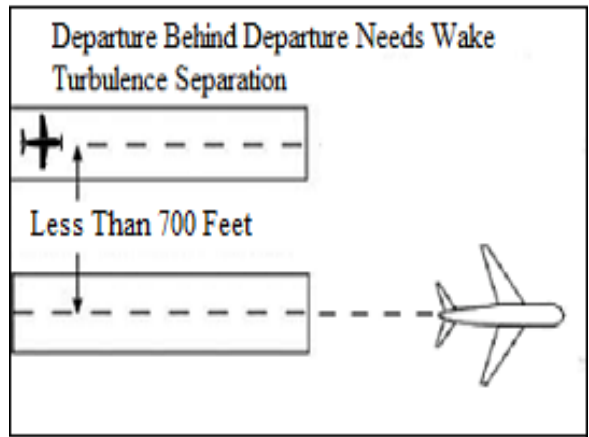 Departure Behind Departure Needs Wake
Turbulence Separation
Less Than 700 Feet